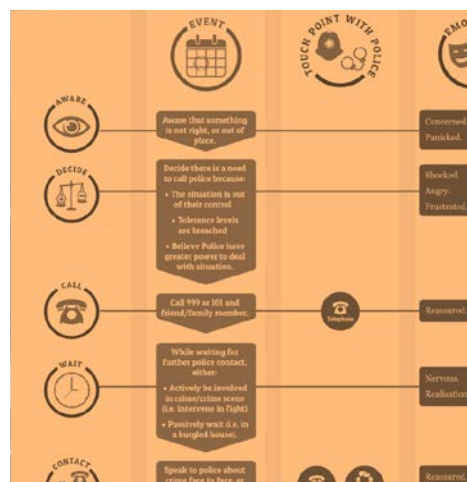 EVENT
TOUCH POINT WITH POLICE
EMO
AWARE
Aware that something
is not right, or out of
place.
Concerned.
Panicked.
DECIDE
Decide there is a need
to call police because:
• The situation is out
of their control
• Tolerance levels
are breached
• Believe Police have
greater power to deal
with situation.
Shocked.
Angry.
Frustrated.
CALL
Call 999 or 101 and
friend/family member.
Telephone
Reassured.
WAIT
While waiting for
further police contact,
either:
• Actively be involved
in crime/crime scene
(i.e. intervene in fight)
• Passively wait (i.e. in
a burgled house).
Nervous.
Realisation
CONTACT
Speak to police about
crime face to face, or
Reassured.